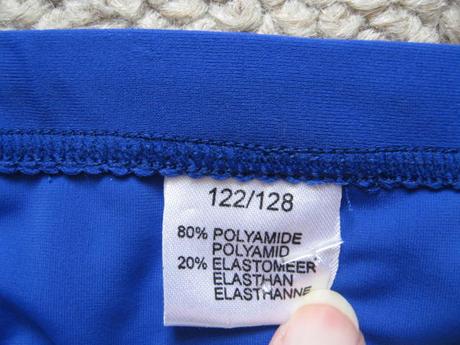 122/128
80% POLYAMIDE
POLYAMID
20% ELASTOMEER
ELASTHAN
ELASTHANNE